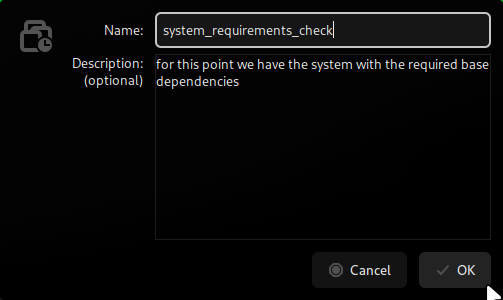 Name: system_requirements_check
Description:
(optional)
for this point we have the system with the required base
dependencies
Cancel
OK